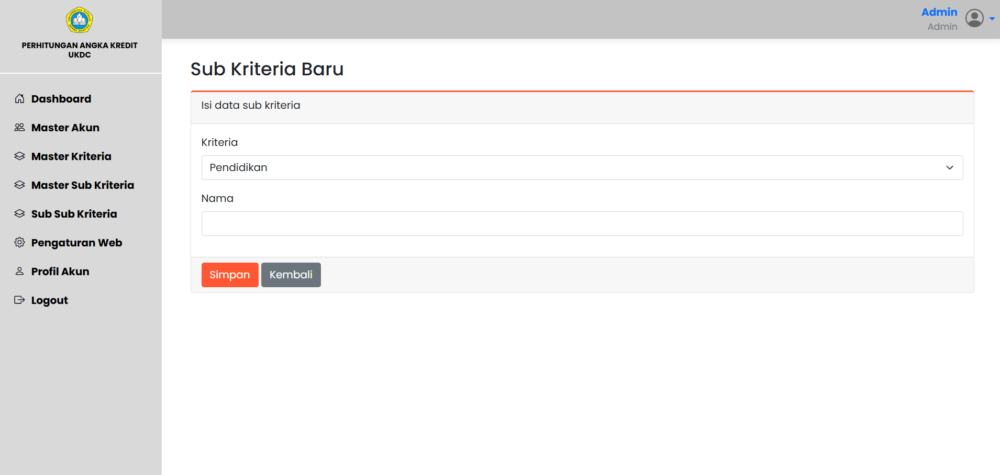 PERHITUNGAN ANGKA KREDIT
UKDC
Dashboard
Master Akun
Master Kriteria
Master Sub Kriteria
Sub Sub Kriteria
Pengaturan Web
Profil Akun
Logout
Admin
Admin
Sub Kriteria Baru
Isi data sub kriteria
Kriteria
Pendidikan
Nama
Simpan Kembali